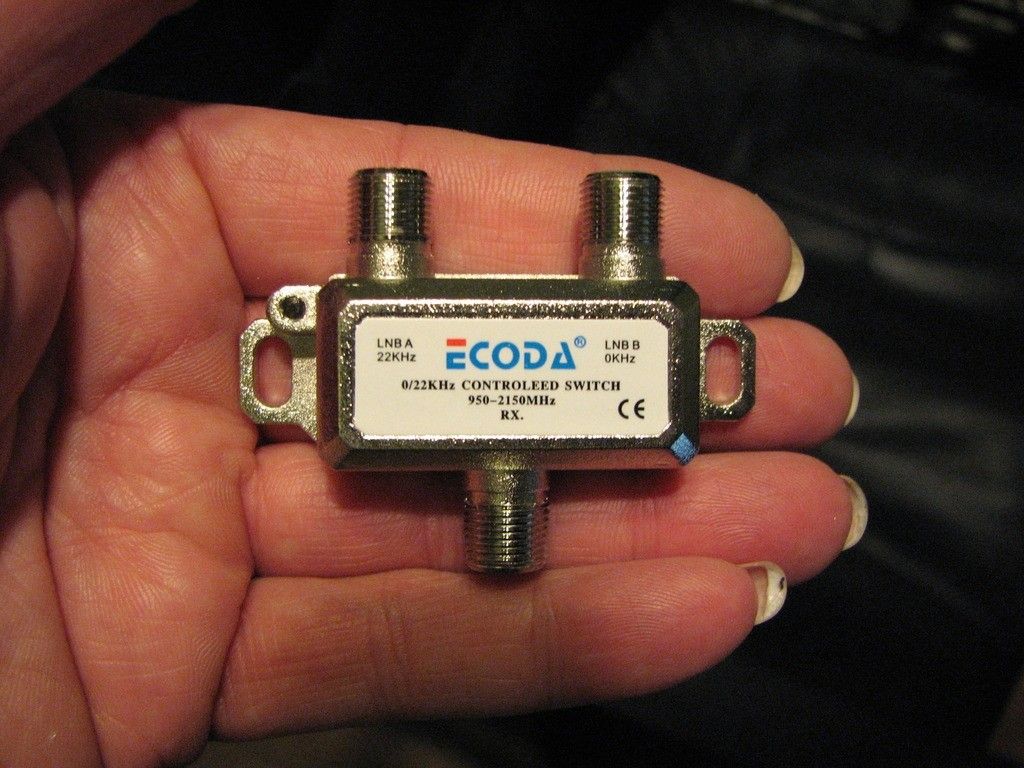 LNB A
22KHz
ECODA®
LNB B
0KHz
0/22KHz CONTROLEED SWITCH
950-2150MHz
RX.
CE